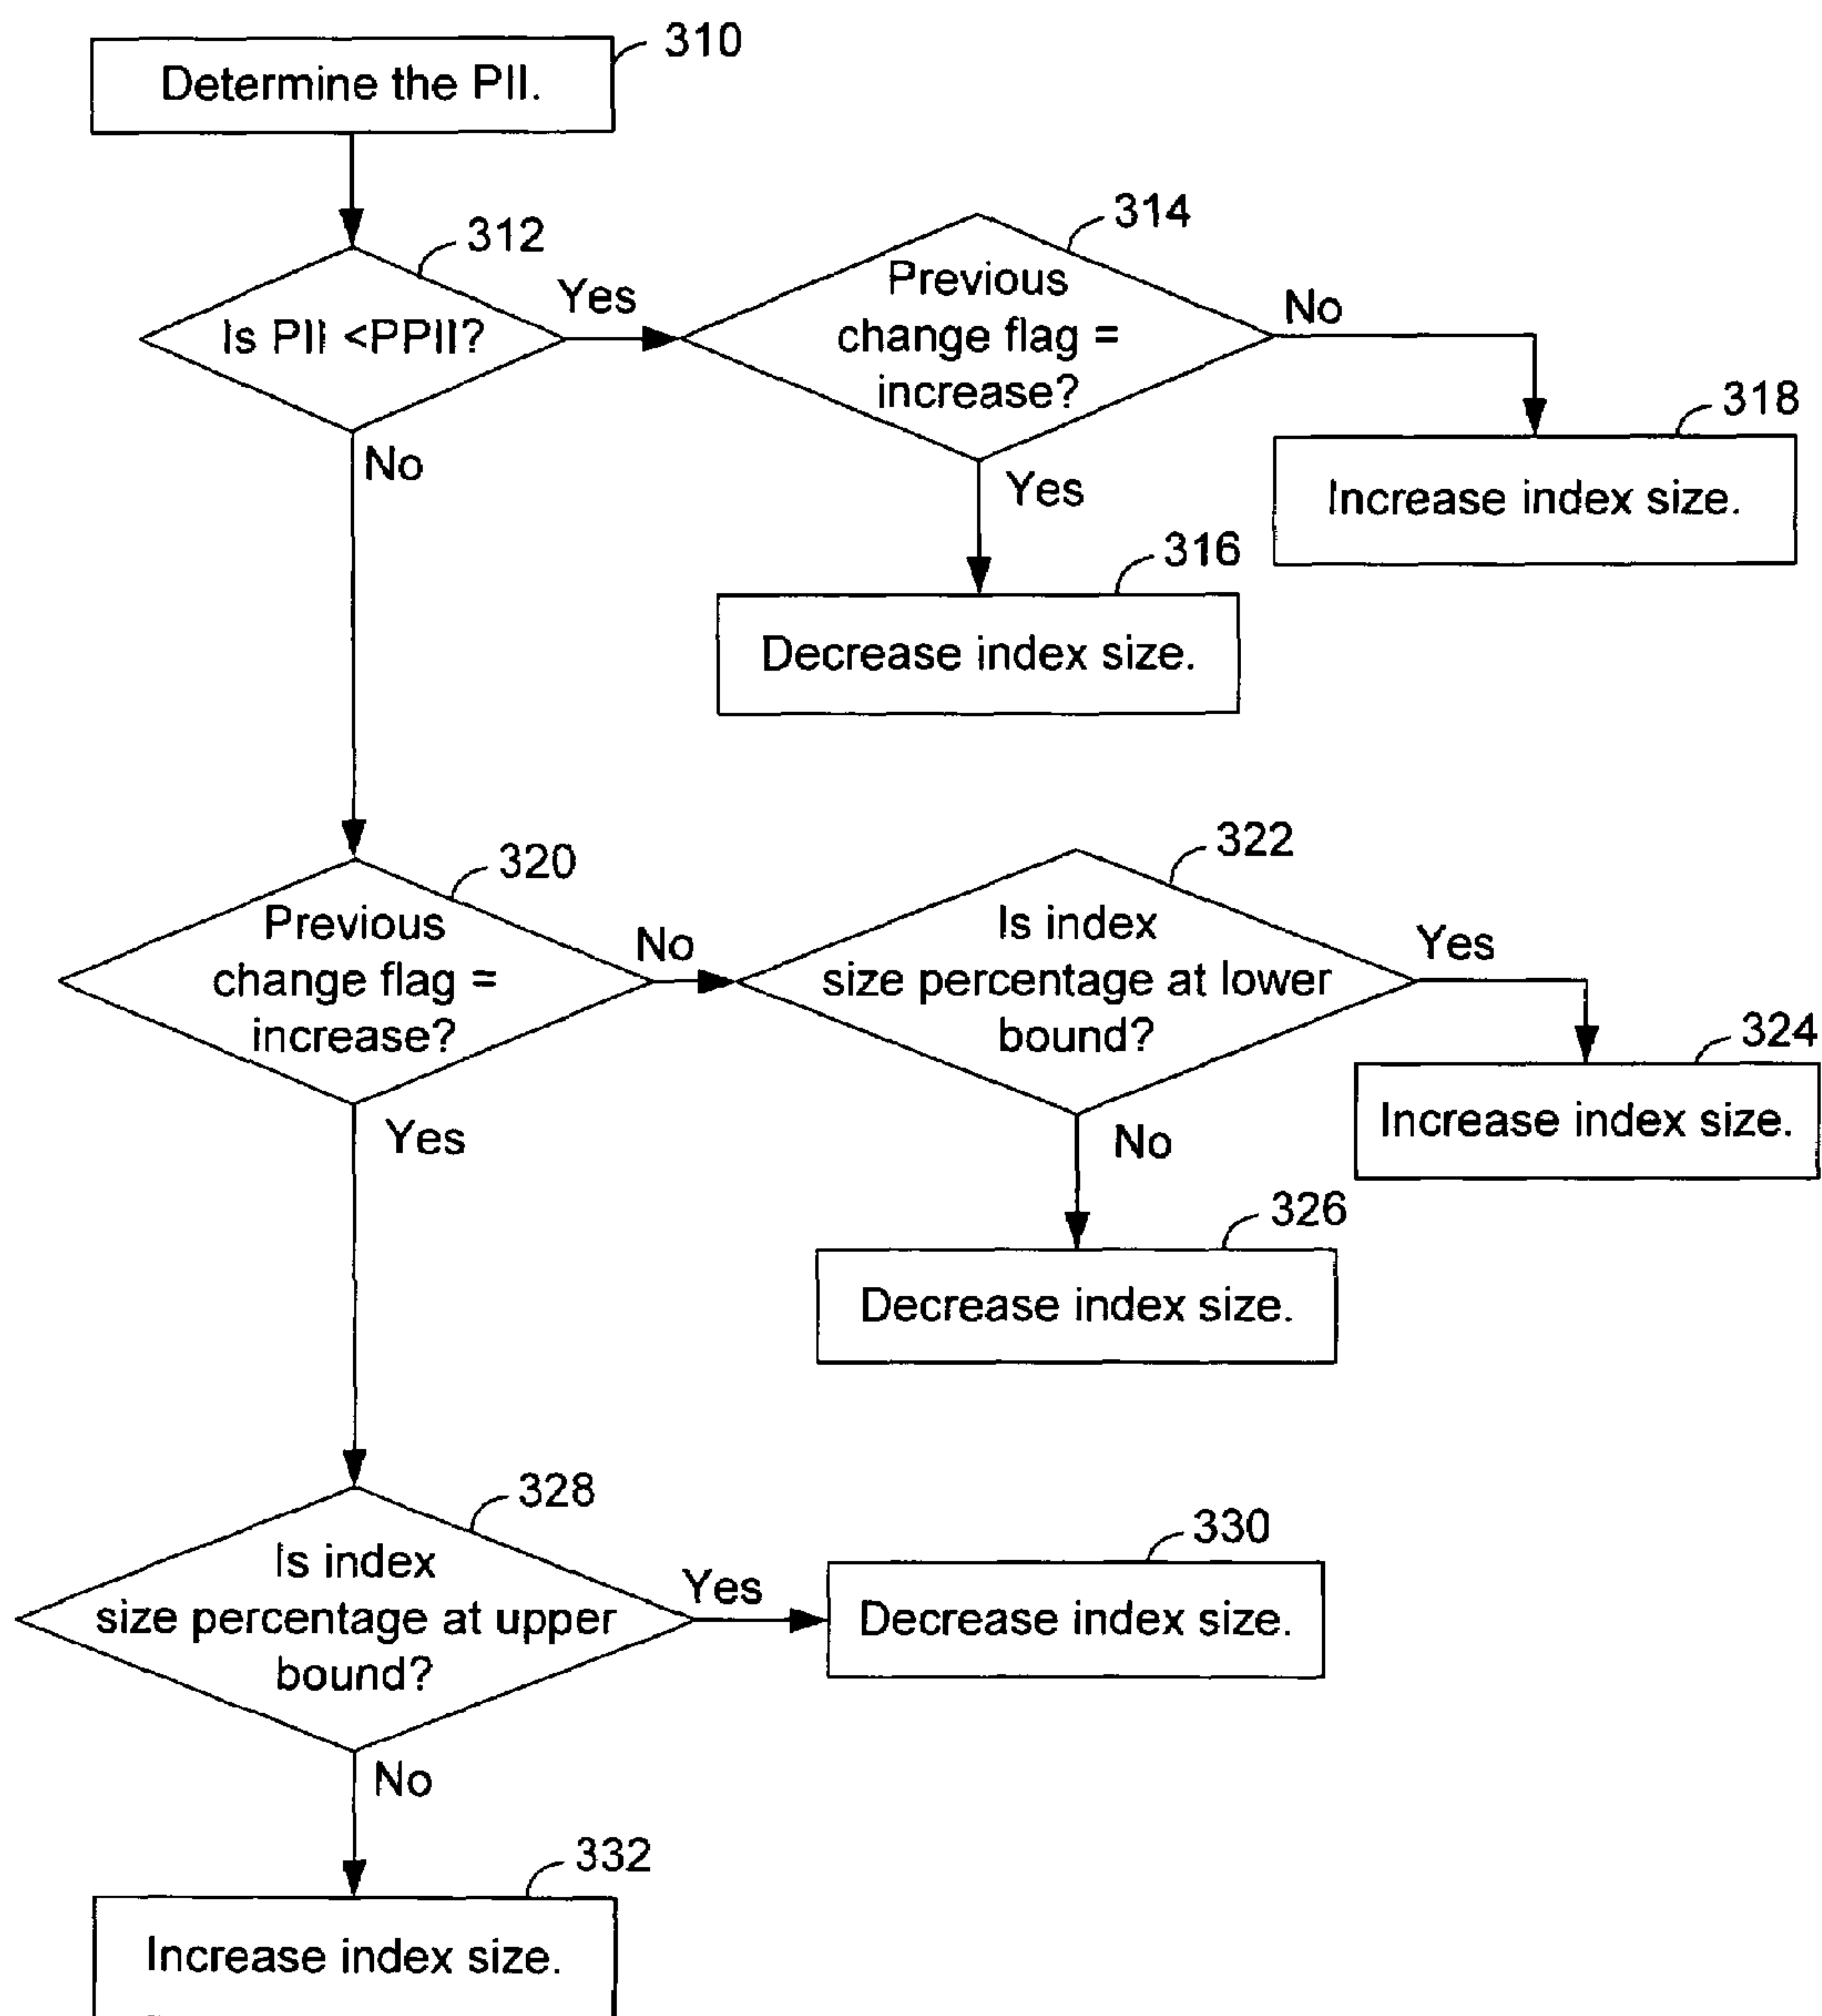 310
Determine the PII.
312
Is PII <PPII?
Yes
No
314
Previous
change flag =
increase?
No
Yes
318
Increase index size.
316
Decrease index size.
320
Previous
change flag =
increase?
No
Yes
322
Is index
size percentage at lower
bound?
Yes
No
324
Increase index size.
326
Decrease index size.
328
Is index
size percentage at upper
bound?
Yes
No
330
Decrease index size.
332
Increase index size.